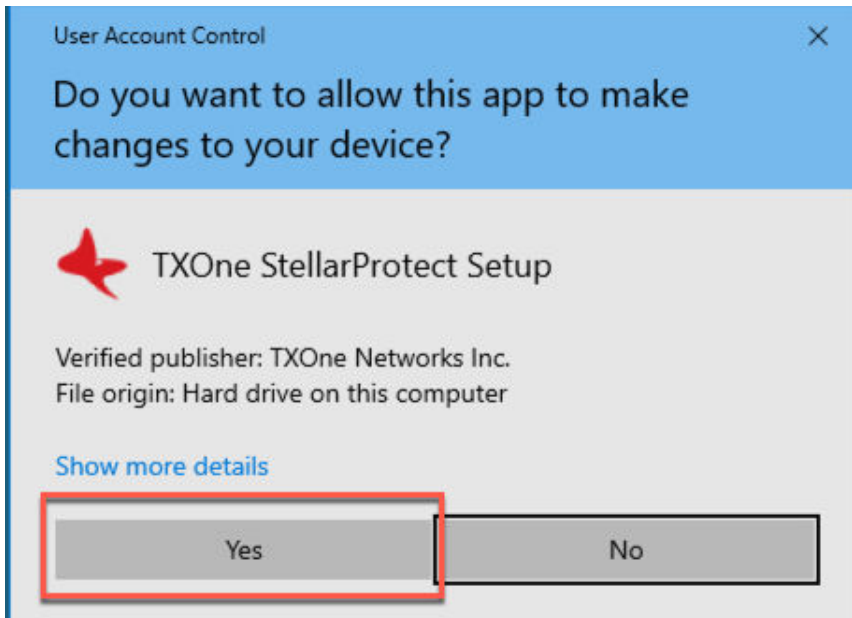 User Account Control
Do you want to allow this app to make
changes to your device?
TXOne StellarProtect Setup
Verified publisher: TXOne Networks Inc.
File origin: Hard drive on this computer
Show more details
Yes
No